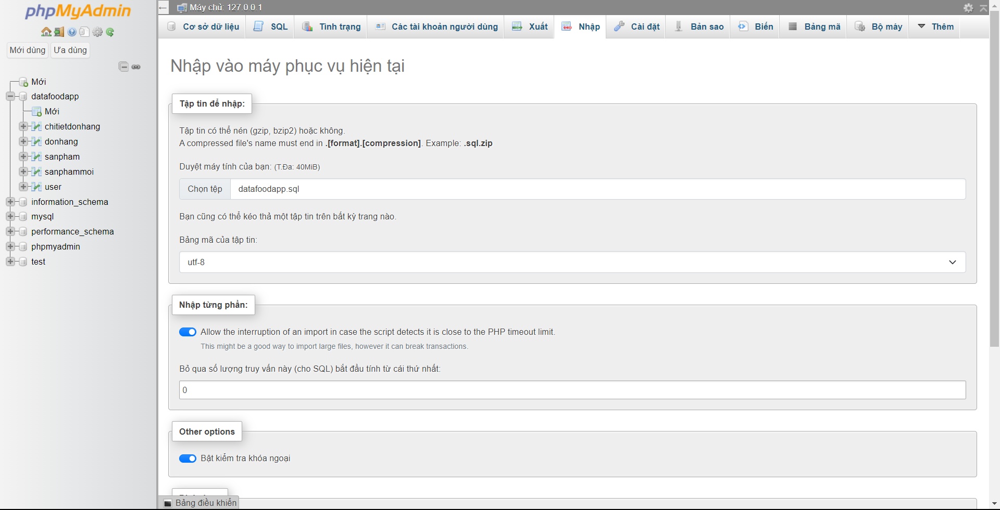 phpMyAdmin
Mới dùng Ưa dùng
Mới
datafoodapp
Mới
chitietdonhang
donhang
sanpham
sanphammoi
user
information_schema
mysql
performance_schema
phpmyadmin
test
Máy chủ: 127.0.0.1
Cơ sở dữ liệu SQL Tình trạng Các tài khoản người dùng Xuất Nhập Cài đặt Bản sao Biến Bảng mã Bộ máy Thêm
Nhập vào máy phục vụ hiện tại
Tập tin để nhập:
Tập tin có thể nén (gzip, bzip2) hoặc không.
A compressed file's name must end in .[format].[compression]. Example: .sql.zip
Duyệt máy tính của bạn: (T.Đa: 40MiB)
Chọn tệp datafoodapp.sql
Bạn cũng có thể kéo thả một tập tin trên bất kỳ trang nào.
Bảng mã của tập tin:
utf-8
Nhập từng phần:
Allow the interruption of an import in case the script detects it is close to the PHP timeout limit.
This might be a good way to import large files, however it can break transactions.
Bỏ qua số lượng truy vấn này (cho SQL) bắt đầu tính từ cái thứ nhất:
0
Other options
Bật kiểm tra khóa ngoại
Bảng điều khiển